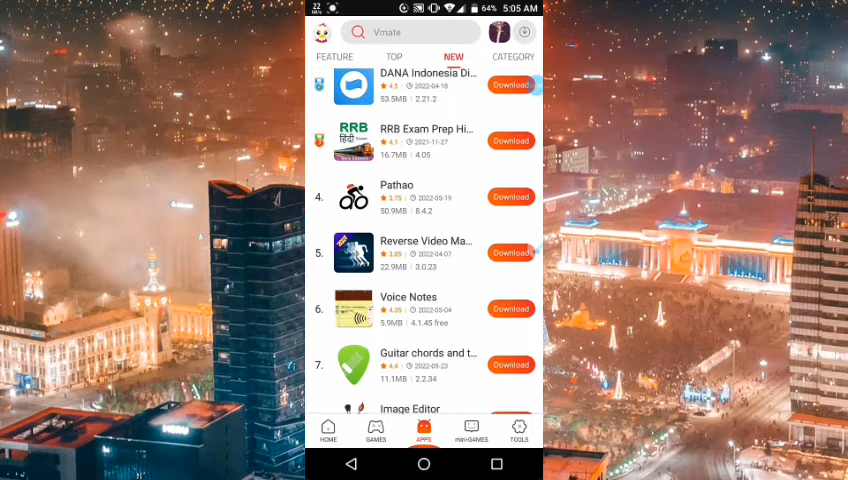 22
KB/s
64% 5:05 AM
Vmate
FEATURE TOP NEW CATEGORY
DANA Indonesia Di...
4.5 | 2022-04-18
53.5MB | 2.21.2
Download
RRB
हिंदी
RRB Exam Prep Hi...
4.1 | 2021-11-27
16.7MB | 4.05
Download
4.
Pathao
3.75 | 2022-05-19
50.9MB | 8.4.2
Download
5.
Reverse Video Ma...
3.85 | 2022-04-07
22.9MB | 3.0.23
Download
6.
Voice Notes
4.35 | 2022-05-04
5.9MB | 4.1.45 free
Download
7.
Guitar chords and t...
4.4 | 2022-05-23
11.1MB | 2.2.34
Download
Image Editor
HOME GAMES APPS mini-GAMES TOOLS